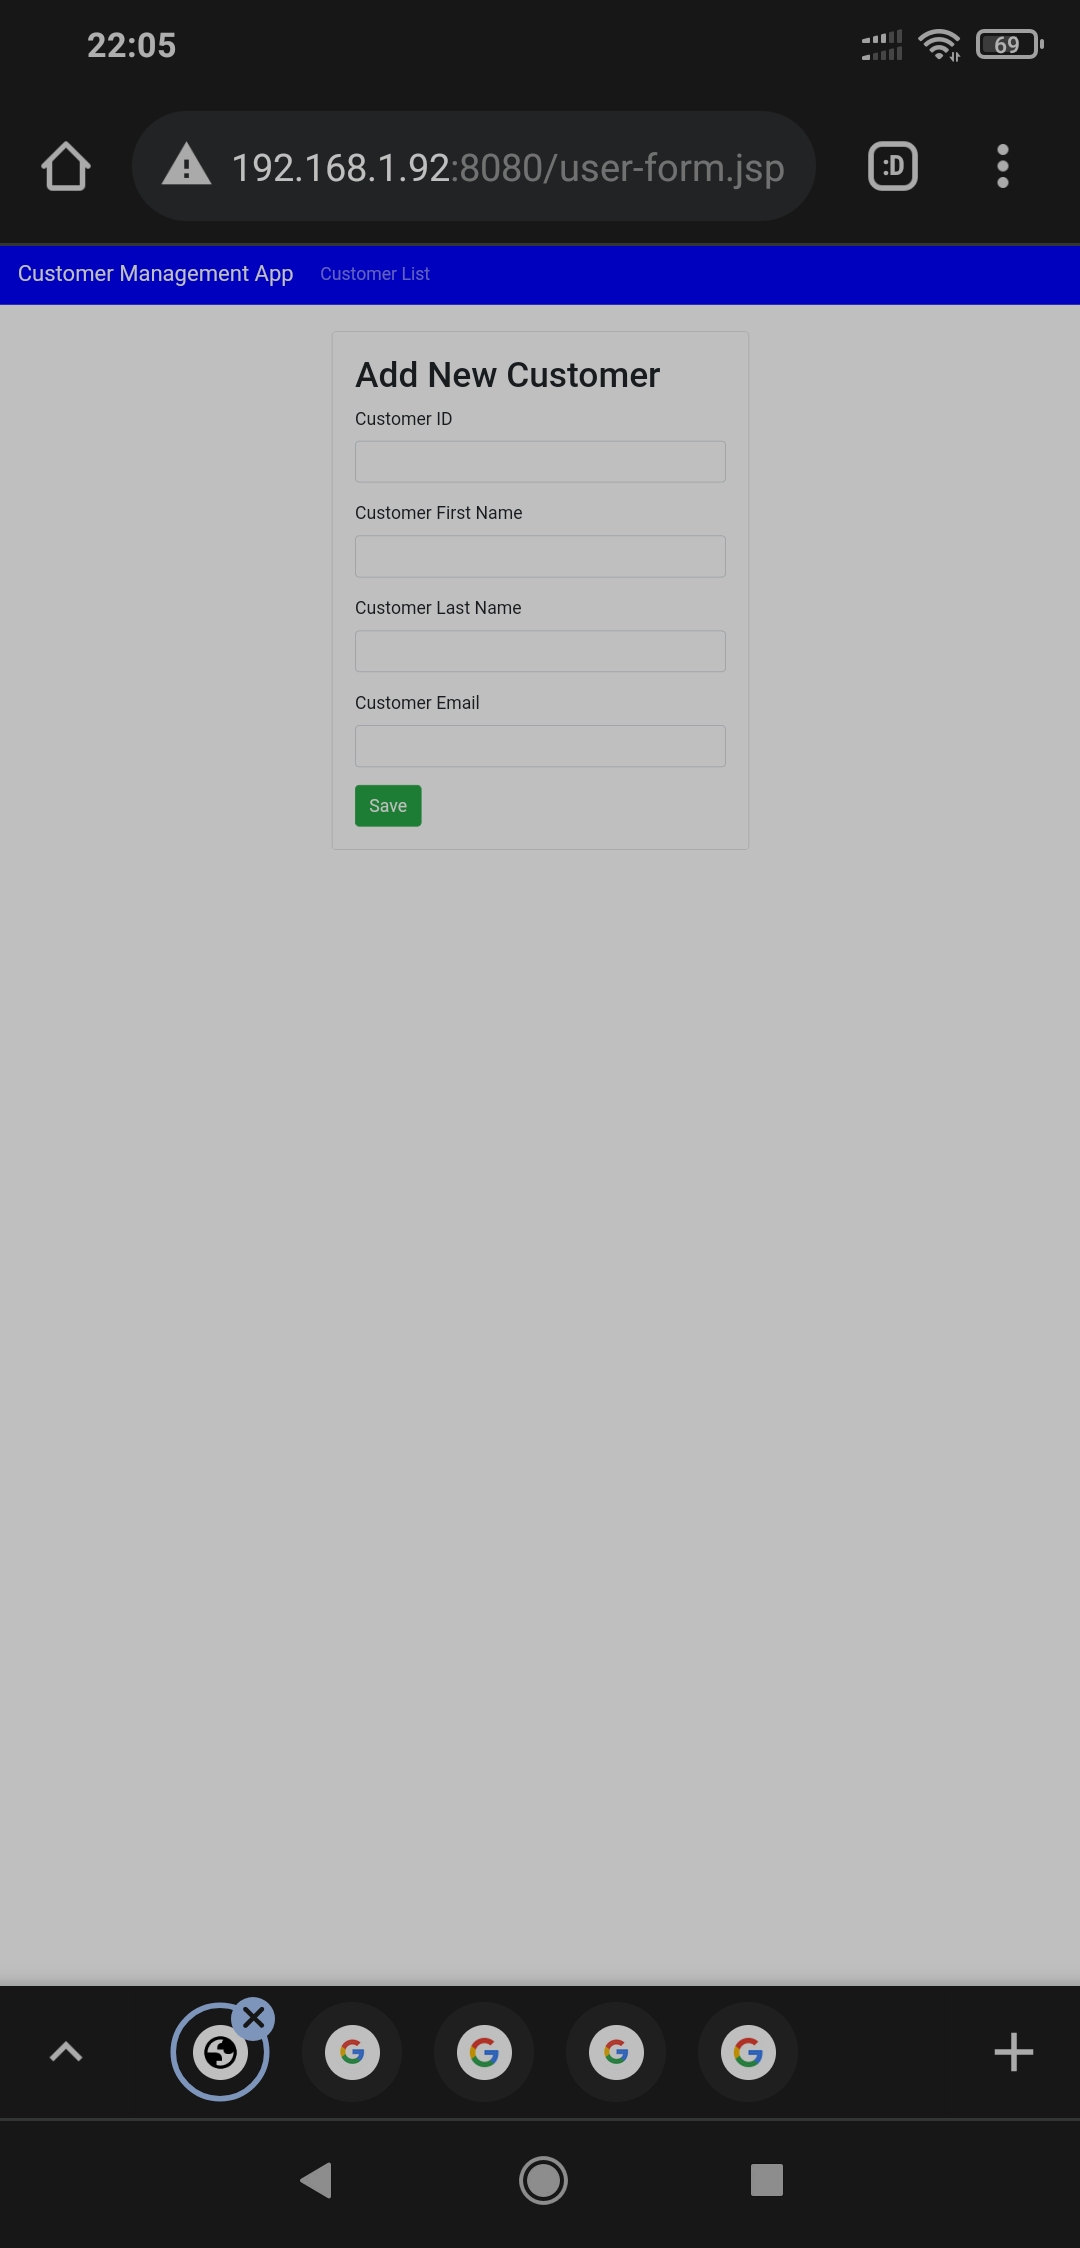 22:05
69
192.168.1.92:8080/user-form.jsp
:D
Customer Management App
Customer List
Add New Customer
Customer ID
Customer First Name
Customer Last Name
Customer Email
Save